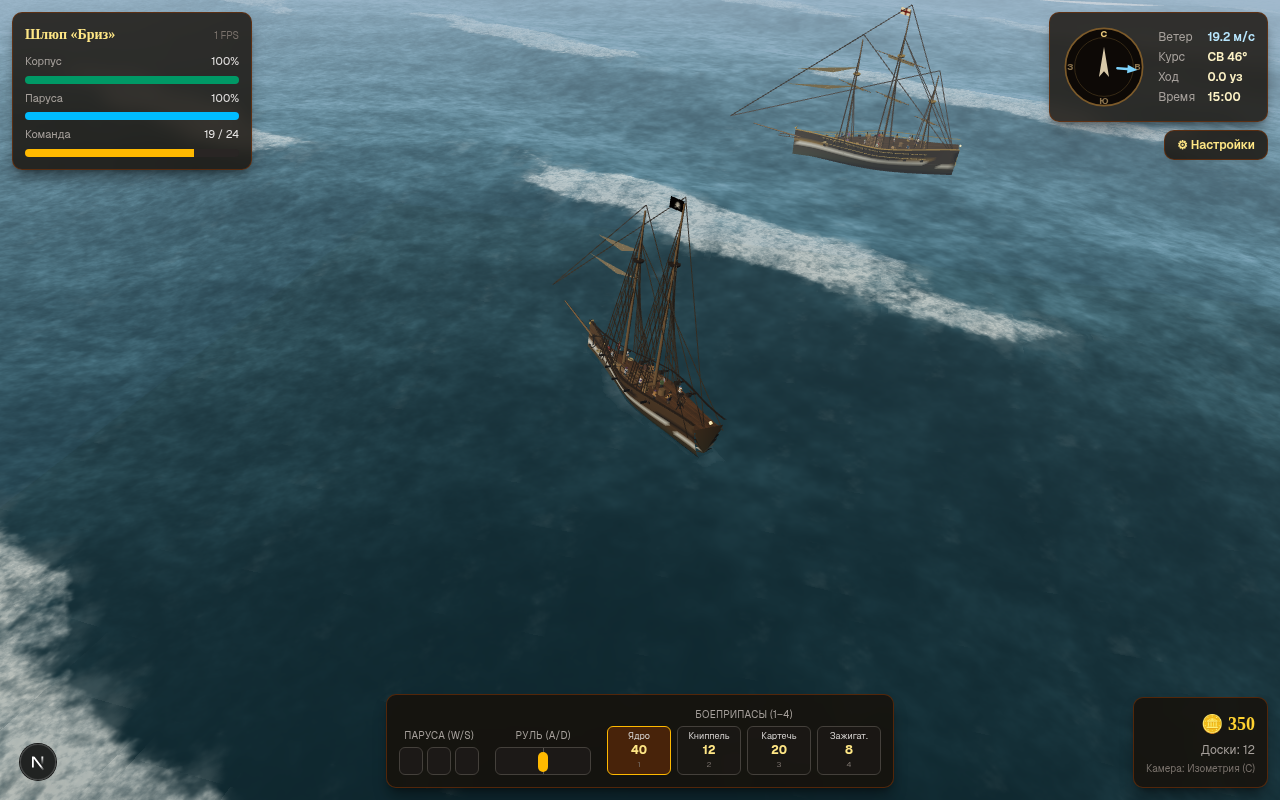 Шлюп «Бриз»
1 FPS
Корпус 100%
Паруса 100%
Команда 19 / 24
С
З
В
Ю
Ветер 19.2 м/с
Курс СВ 46°
Ход 0.0 уз
Время 15:00
⚙ Настройки
ПАРУСА (W/S)
РУЛЬ (A/D)
БОЕПРИПАСЫ (1–4)
Ядро
40
1
Книппель
12
2
Картечь
20
3
Зажигат.
8
4
N
🪙 350
Доски: 12
Камера: Изометрия (C)